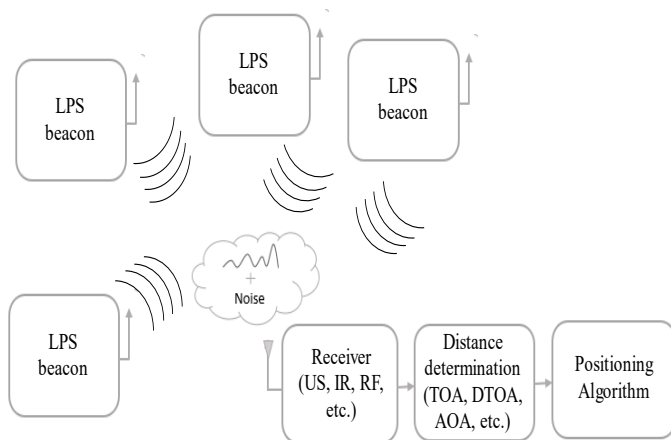 LPS
beacon
LPS
beacon
LPS
beacon
+
Noise
LPS
beacon
Receiver
(US, IR, RF,
etc.)
Distance
determination
(TOA, DTOA,
AOA, etc.)
Positioning
Algorithm